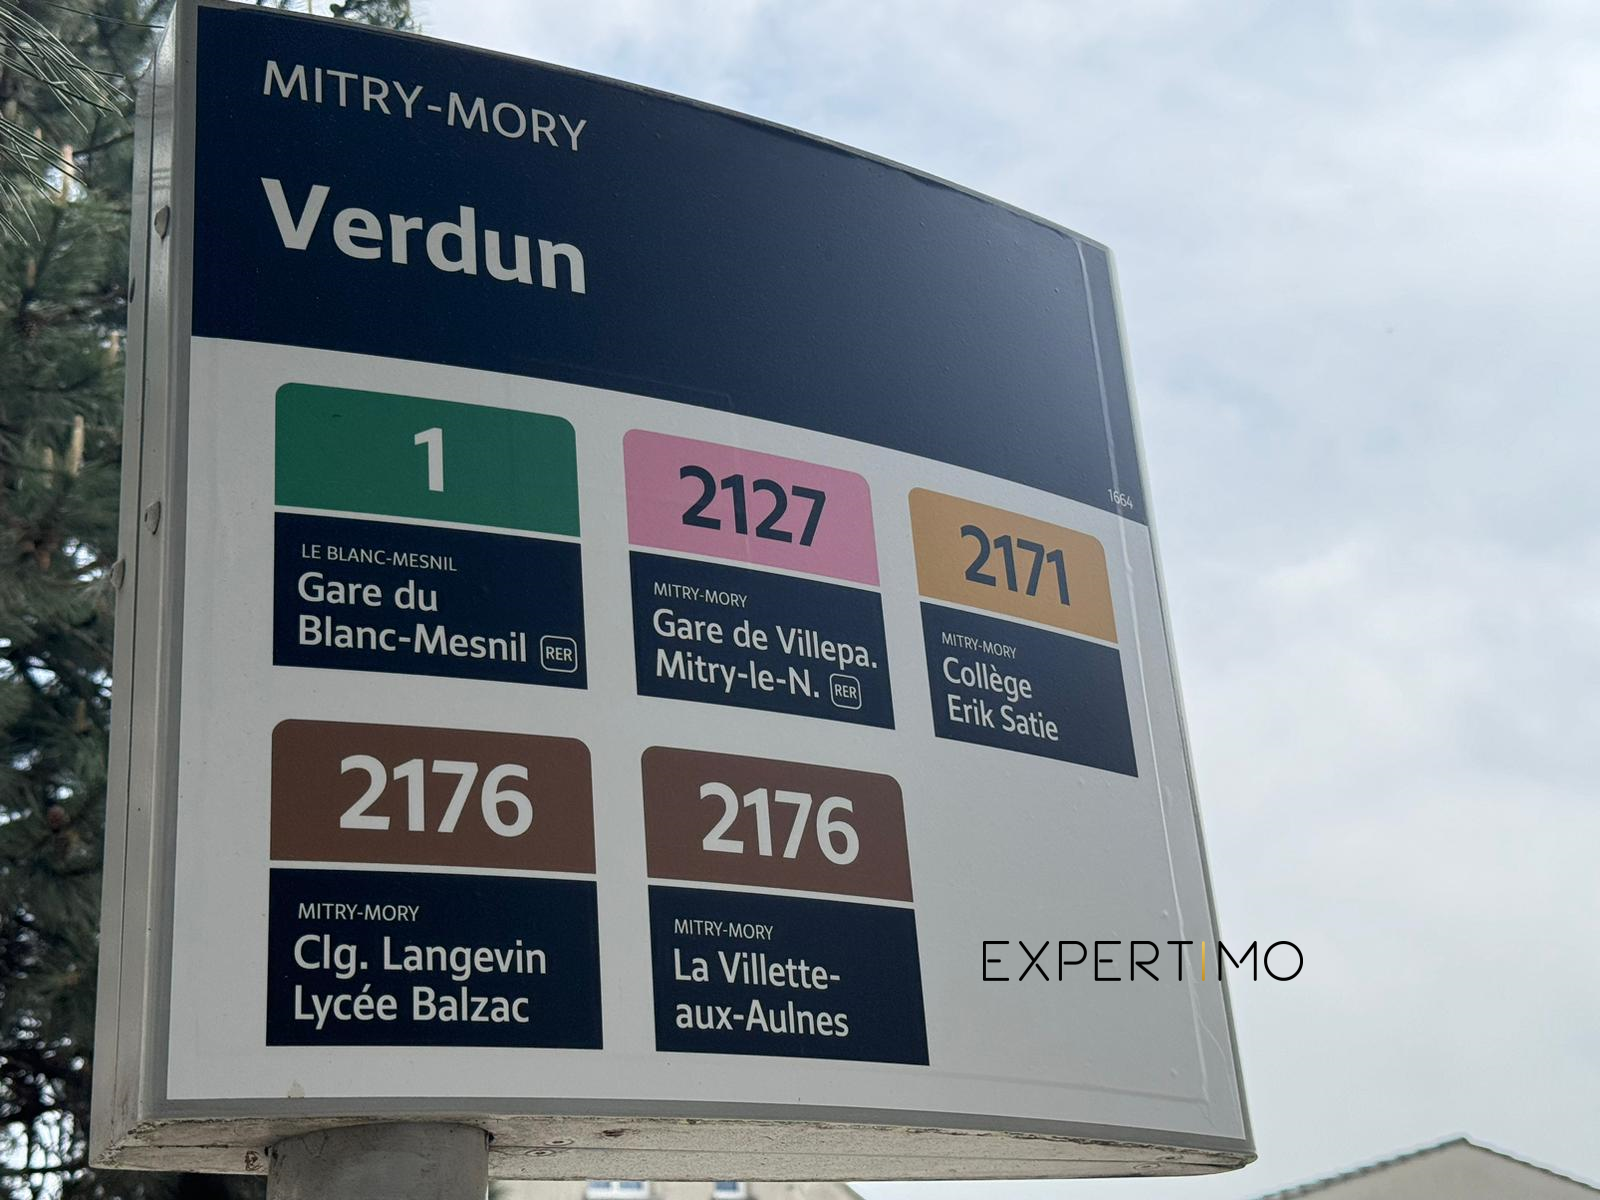 MITRY-MORY
Verdun
1664
1
LE BLANC-MESNIL
Gare du
Blanc-Mesnil RER
2127
MITRY-MORY
Gare de Villepa.
Mitry-le-N. RER
2171
MITRY-MORY
Collège
Erik Satie
2176
MITRY-MORY
Clg. Langevin
Lycée Balzac
2176
MITRY-MORY
La Villette-
aux-Aulnes
EXPERTIMO